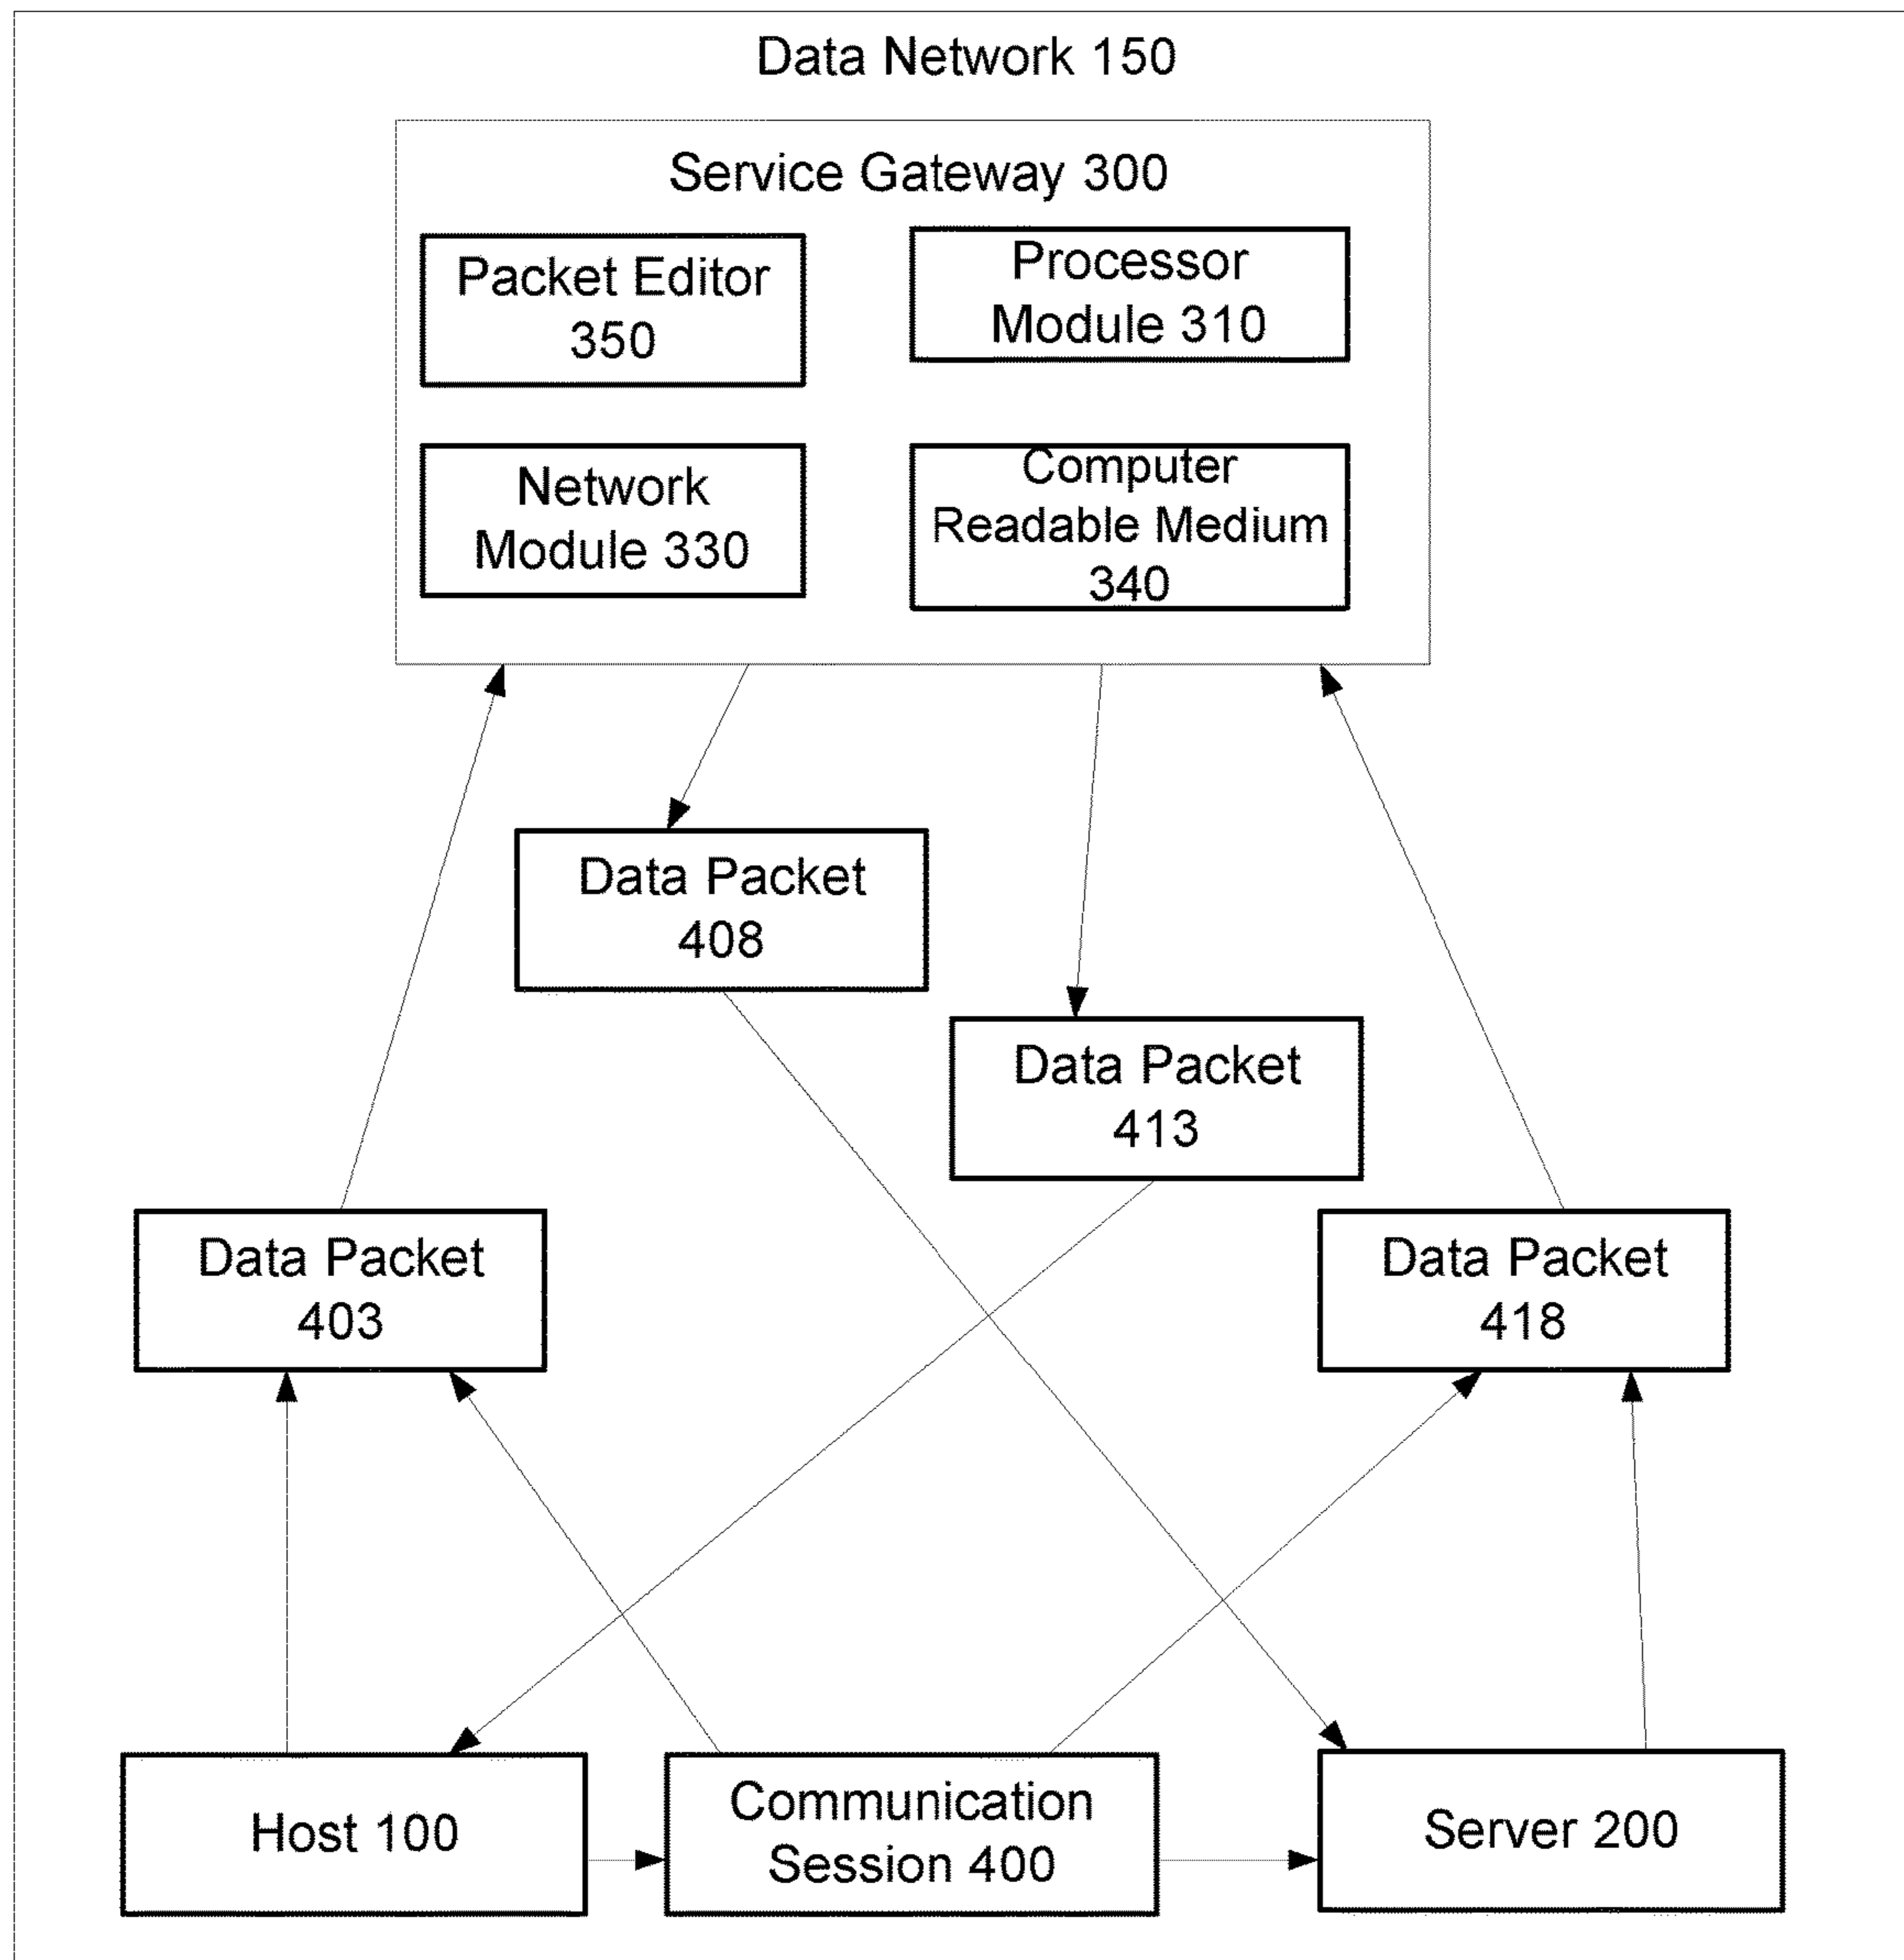 Data Network 150
Service Gateway 300
Packet Editor
350
Processor
Module 310
Network
Module 330
Computer
Readable Medium
340
Data Packet
408
Data Packet
413
Data Packet
403
Data Packet
418
Host 100
Communication
Session 400
Server 200